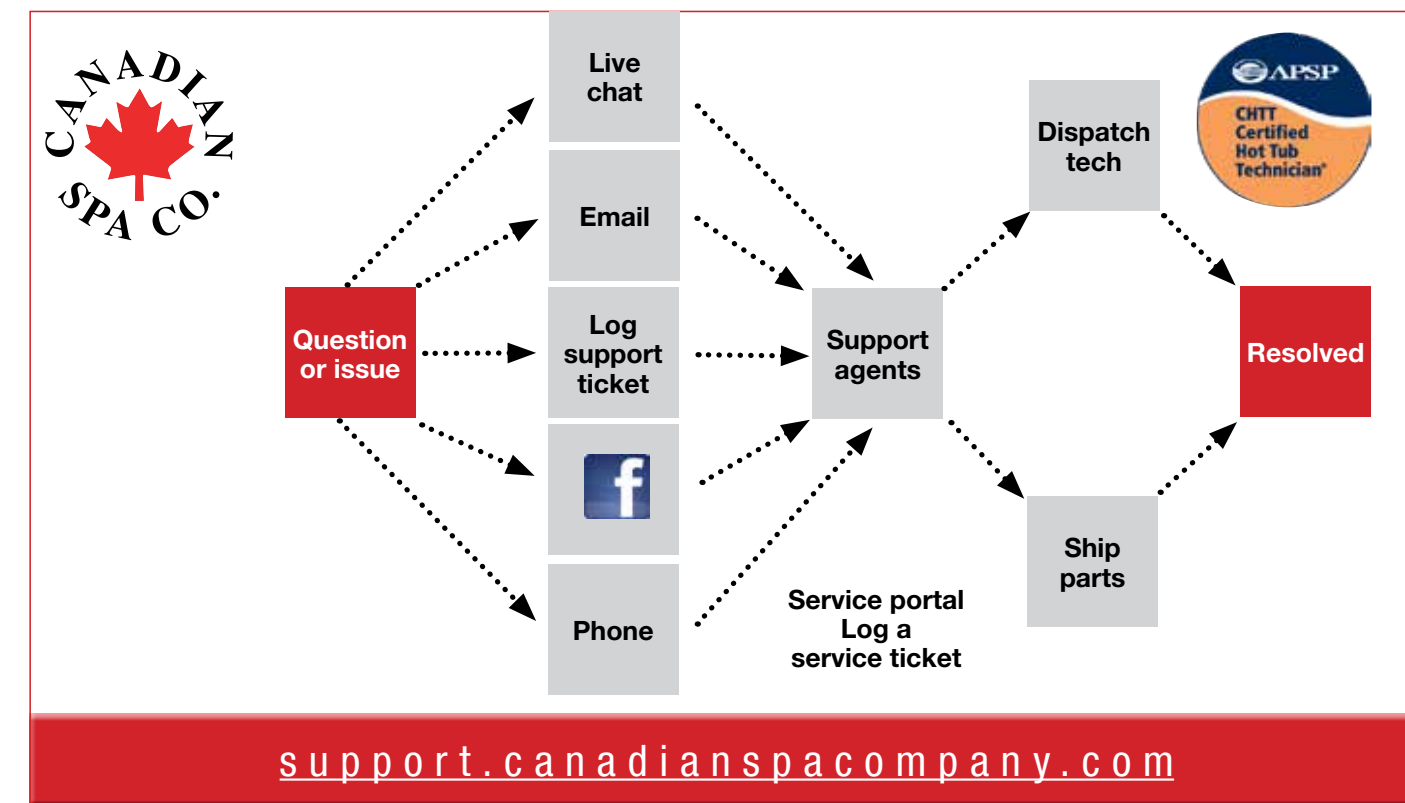 CANADIAN
SPA CO.
Live
chat
Email
Question
or issue
Log
support
ticket
f
Phone
Support
agents
Dispatch
tech
Ship
parts
Resolved
APSP
CHTT
Certified
Hot Tub
Technician®
Service portal
Log a
service ticket
support.canadianspacompany.com